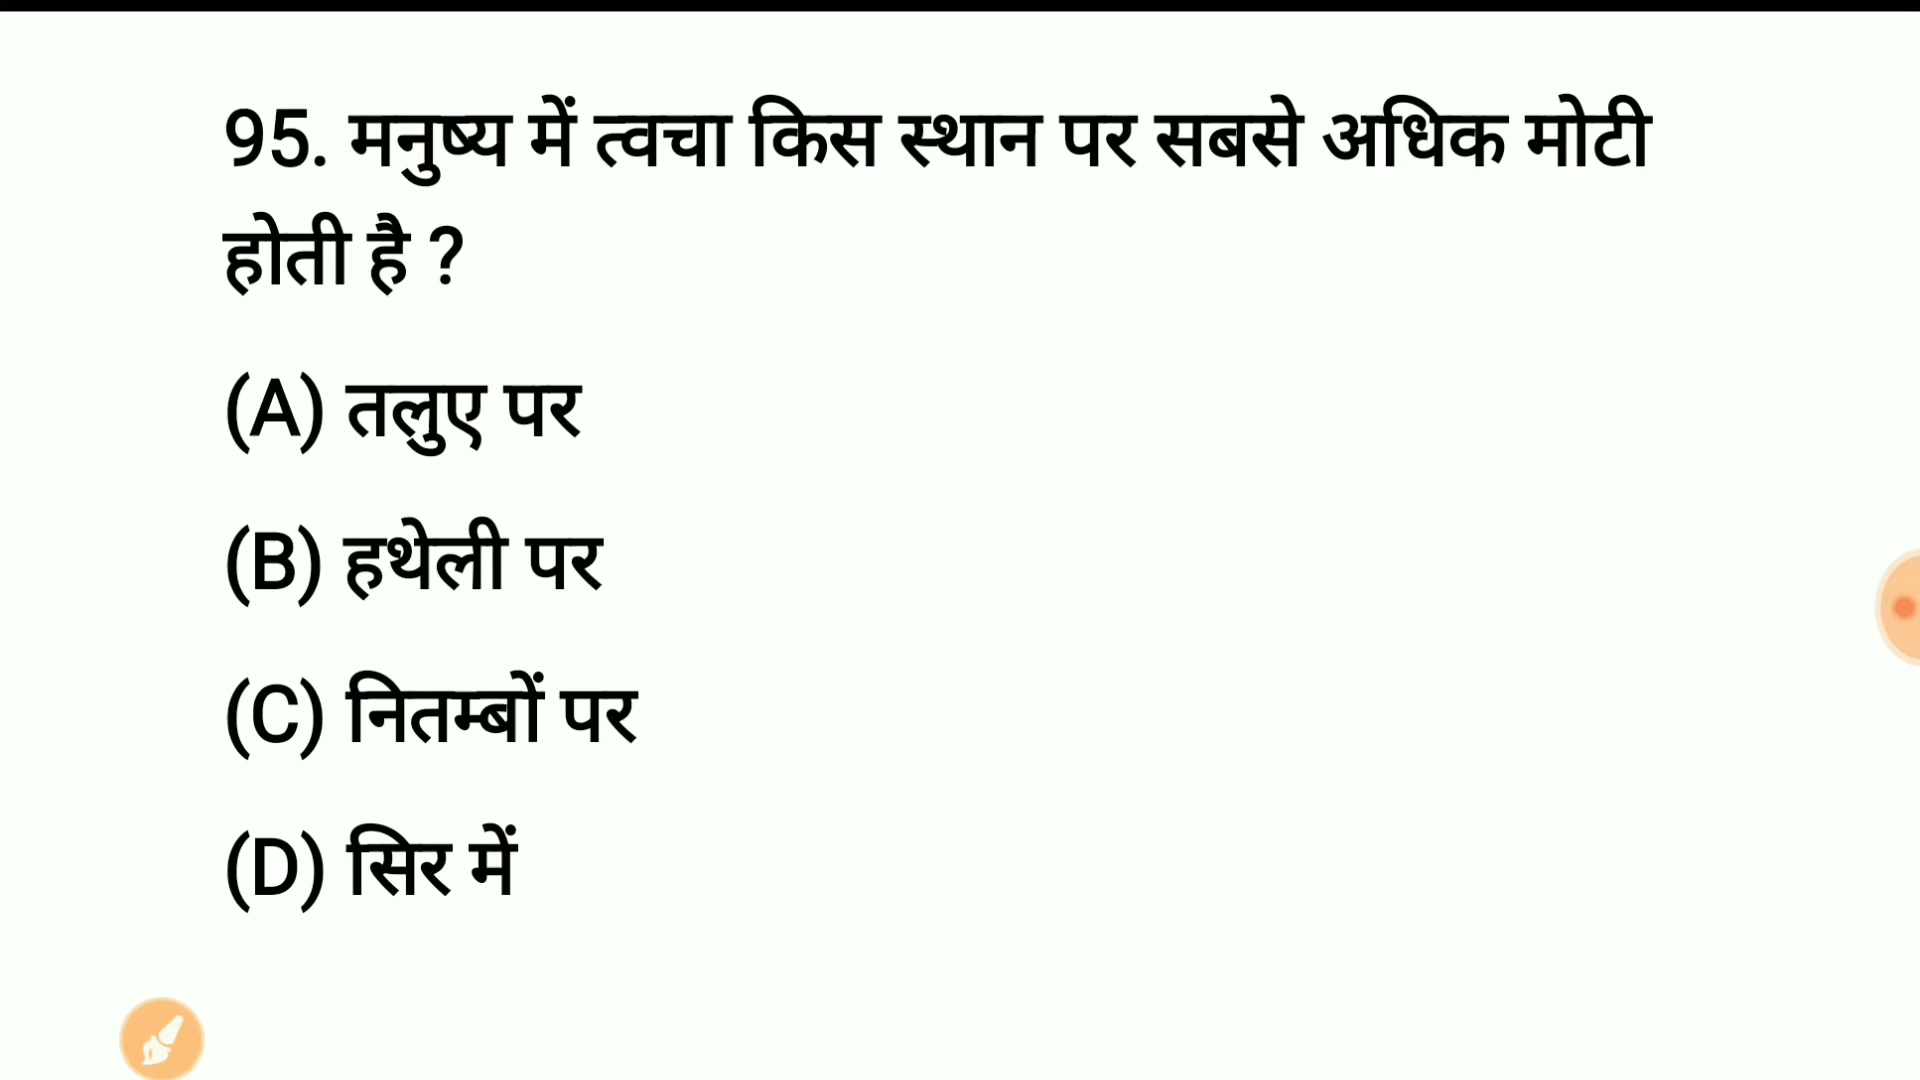 95. मनुष्य में त्वचा किस स्थान पर सबसे अधिक मोटी
होती है ?
(A) तलुए पर
(B) हथेली पर
(C) नितम्बों पर
(D) सिर में